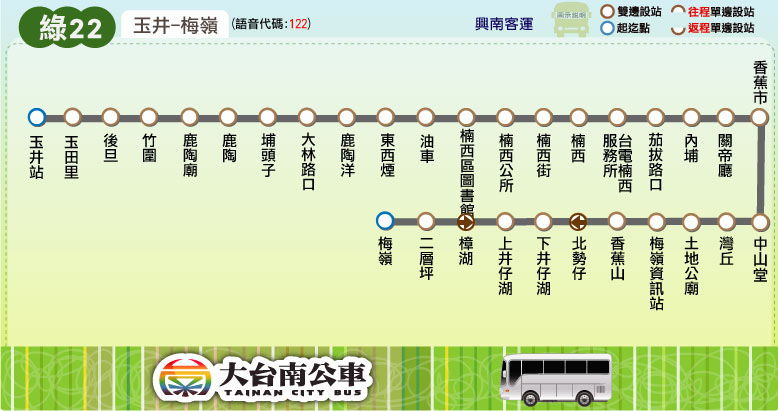 綠22
玉井–梅嶺
(語音代碼:122)
興南客運
圖示說明
雙邊設站
往程單邊設站
起迄點
返程單邊設站
玉井站
玉田里
後旦
竹圍
鹿陶廟
鹿陶
埔頭子
大林路口
鹿陶洋
東西煙
油車
楠西區圖書館
楠西公所
楠西街
楠西
台電楠西服務所
茄拔路口
內埔
關帝廳
香蕉市
中山堂
灣丘
土地公廟
梅嶺資訊站
香蕉山
北勢仔
下井仔湖
上井仔湖
樟湖
二層坪
梅嶺
大台南公車
TAINAN CITY BUS